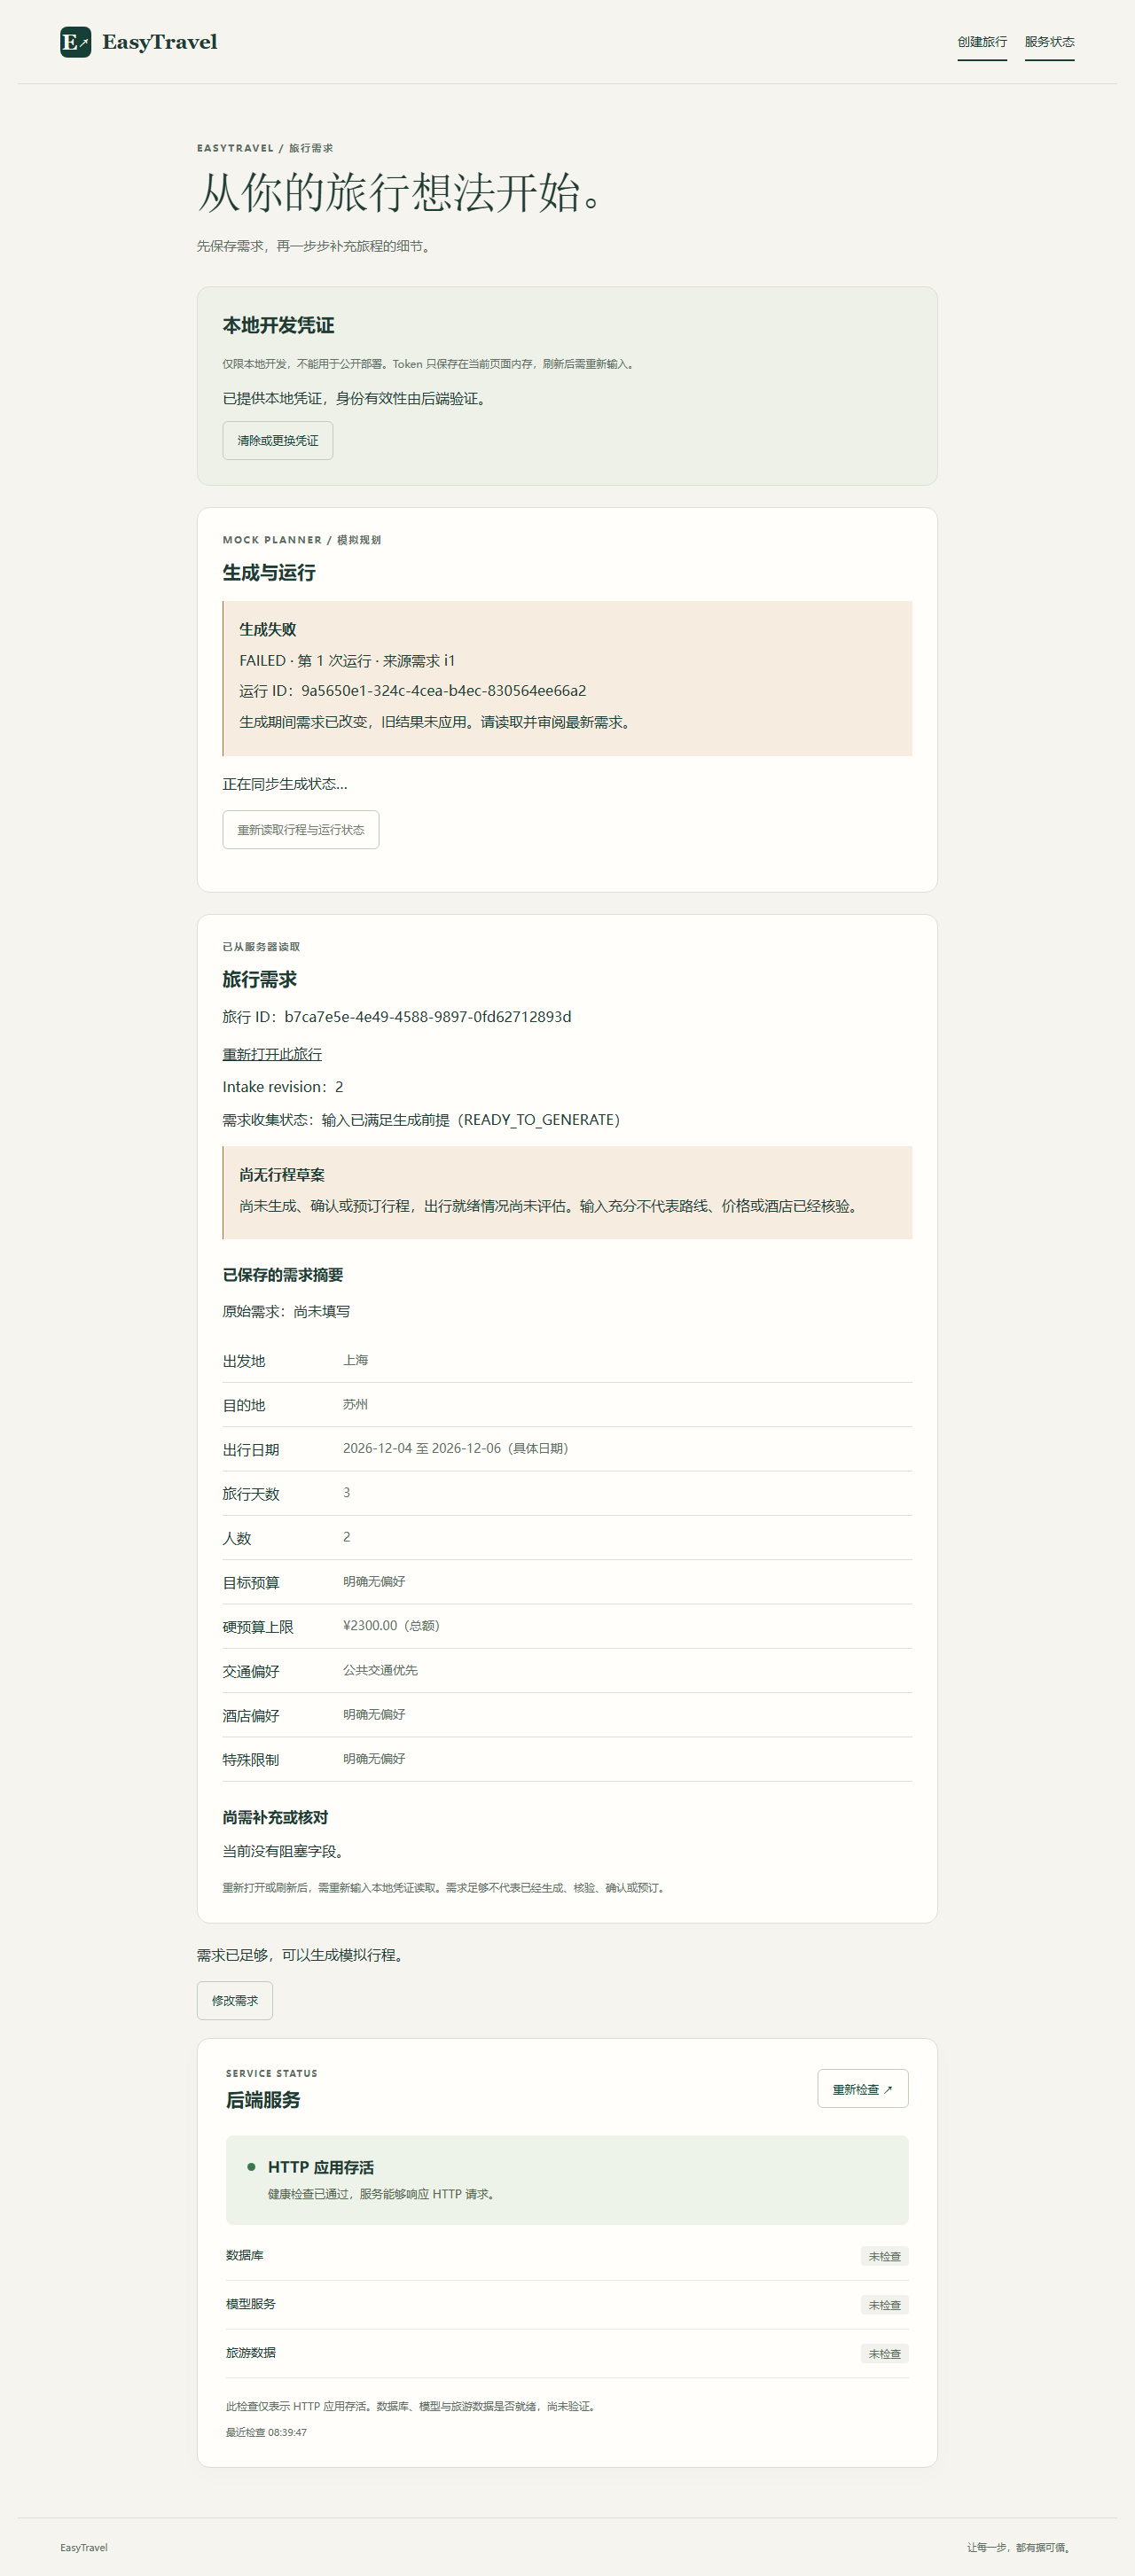 E↗ EasyTravel
创建旅行 服务状态
EASYTRAVEL / 旅行需求
从你的旅行想法开始。
先保存需求，再一步步补充旅程的细节。
本地开发凭证
仅限本地开发，不能用于公开部署。Token 只保存在当前页面内存，刷新后需重新输入。
已提供本地凭证，身份有效性由后端验证。
清除或更换凭证
MOCK PLANNER / 模拟规划
生成与运行
生成失败
FAILED · 第 1 次运行 · 来源需求 i1
运行 ID：9a5650e1-324c-4cea-b4ec-830564ee66a2
生成期间需求已改变，旧结果未应用。请读取并审阅最新需求。
正在同步生成状态…
重新读取行程与运行状态
已从服务器读取
旅行需求
旅行 ID：b7ca7e5e-4e49-4588-9897-0fd62712893d
重新打开此旅行
Intake revision：2
需求收集状态：输入已满足生成前提（READY_TO_GENERATE）
尚无行程草案
尚未生成、确认或预订行程，出行就绪情况尚未评估。输入充分不代表路线、价格或酒店已经核验。
已保存的需求摘要
原始需求：尚未填写
出发地 上海
目的地 苏州
出行日期 2026-12-04 至 2026-12-06（具体日期）
旅行天数 3
人数 2
目标预算 明确无偏好
硬预算上限 ¥2300.00（总额）
交通偏好 公共交通优先
酒店偏好 明确无偏好
特殊限制 明确无偏好
尚需补充或核对
当前没有阻塞字段。
重新打开或刷新后，需重新输入本地凭证读取。需求足够不代表已经生成、核验、确认或预订。
需求已足够，可以生成模拟行程。
修改需求
SERVICE STATUS
后端服务
重新检查 ↗
HTTP 应用存活
健康检查已通过，服务能够响应 HTTP 请求。
数据库 未检查
模型服务 未检查
旅游数据 未检查
此检查仅表示 HTTP 应用存活。数据库、模型与旅游数据是否就绪，尚未验证。
最近检查 08:39:47
EasyTravel
让每一步，都有据可循。